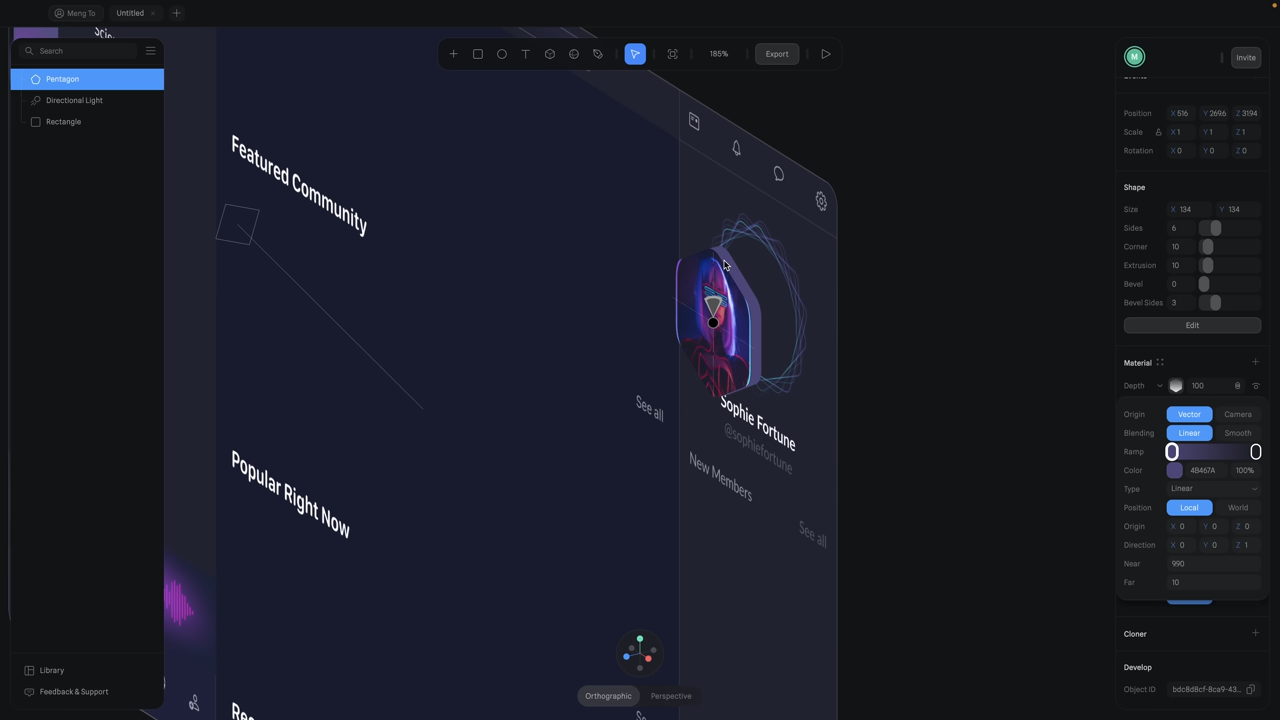 Meng To
Untitled
Search
Pentagon
Directional Light
Rectangle
Library
Feedback & Support
185%
Export
Featured Community
See all
Popular Right Now
Sophie Fortune
@sophiefortune
New Members
See all
Orthographic
Perspective
M
Invite
Events
Position X 516 Y 269.6 Z 3194
Scale X 1 Y 1 Z 1
Rotation X 0 Y 0 Z 0
Shape
Size X 134 Y 134
Sides 6
Corner 10
Extrusion 10
Bevel 0
Bevel Sides 3
Edit
Material
Depth 100
Origin Vector Camera
Blending Linear Smooth
Ramp
Color 4B467A 100%
Type Linear
Position Local World
Origin X 0 Y 0 Z 0
Direction X 0 Y 0 Z 1
Near 990
Far 10
Cloner
Develop
Object ID bdc8d8cf-8ca9-43...